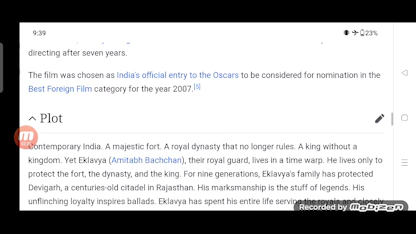 9:39
23%
directing after seven years.
The film was chosen as India's official entry to the Oscars to be considered for nomination in the
Best Foreign Film category for the year 2007.[5]
Plot
Contemporary India. A majestic fort. A royal dynasty that no longer rules. A king without a
kingdom. Yet Eklavya (Amitabh Bachchan), their royal guard, lives in a time warp. He lives only to
protect the fort, the dynasty, and the king. For nine generations, Eklavya's family has protected
Devigarh, a centuries-old citadel in Rajasthan. His marksmanship is the stuff of legends. His
unflinching loyalty inspires ballads. Eklavya has spent his entire life serving the royals and closely
Recorded by MOBIZEN